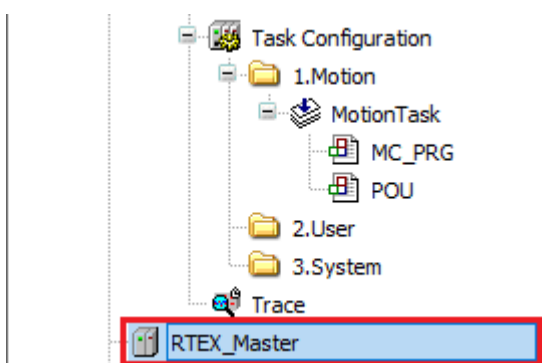 Task Configuration
1.Motion
MotionTask
MC_PRG
POU
2.User
3.System
Trace
RTEX_Master